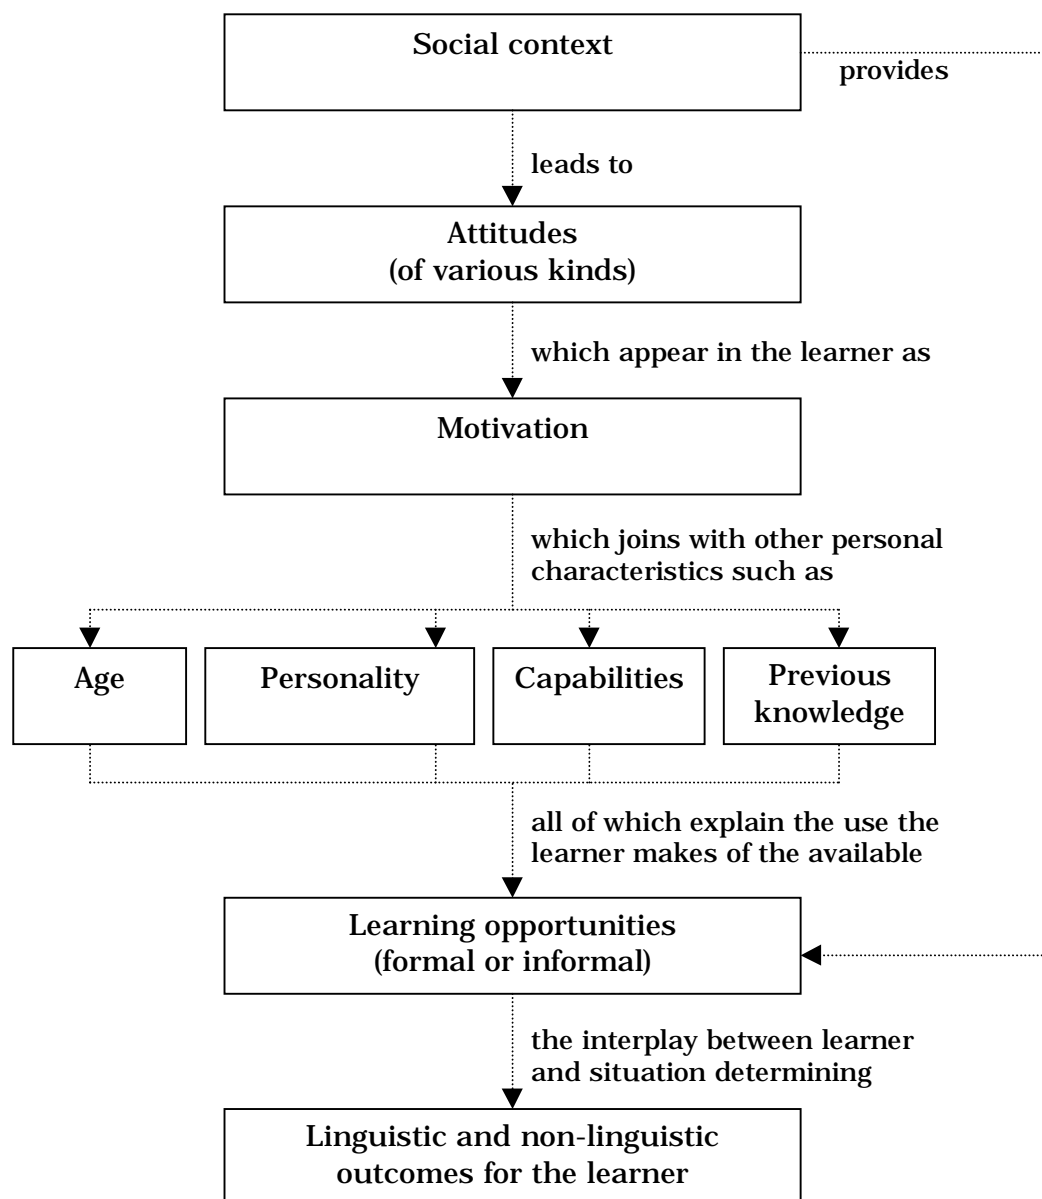 Social context
provides
leads to
Attitudes
(of various kinds)
which appear in the learner as
Motivation
which joins with other personal
characteristics such as
Age
Personality
Capabilities
Previous
knowledge
all of which explain the use the
learner makes of the available
Learning opportunities
(formal or informal)
the interplay between learner
and situation determining
Linguistic and non-linguistic
outcomes for the learner